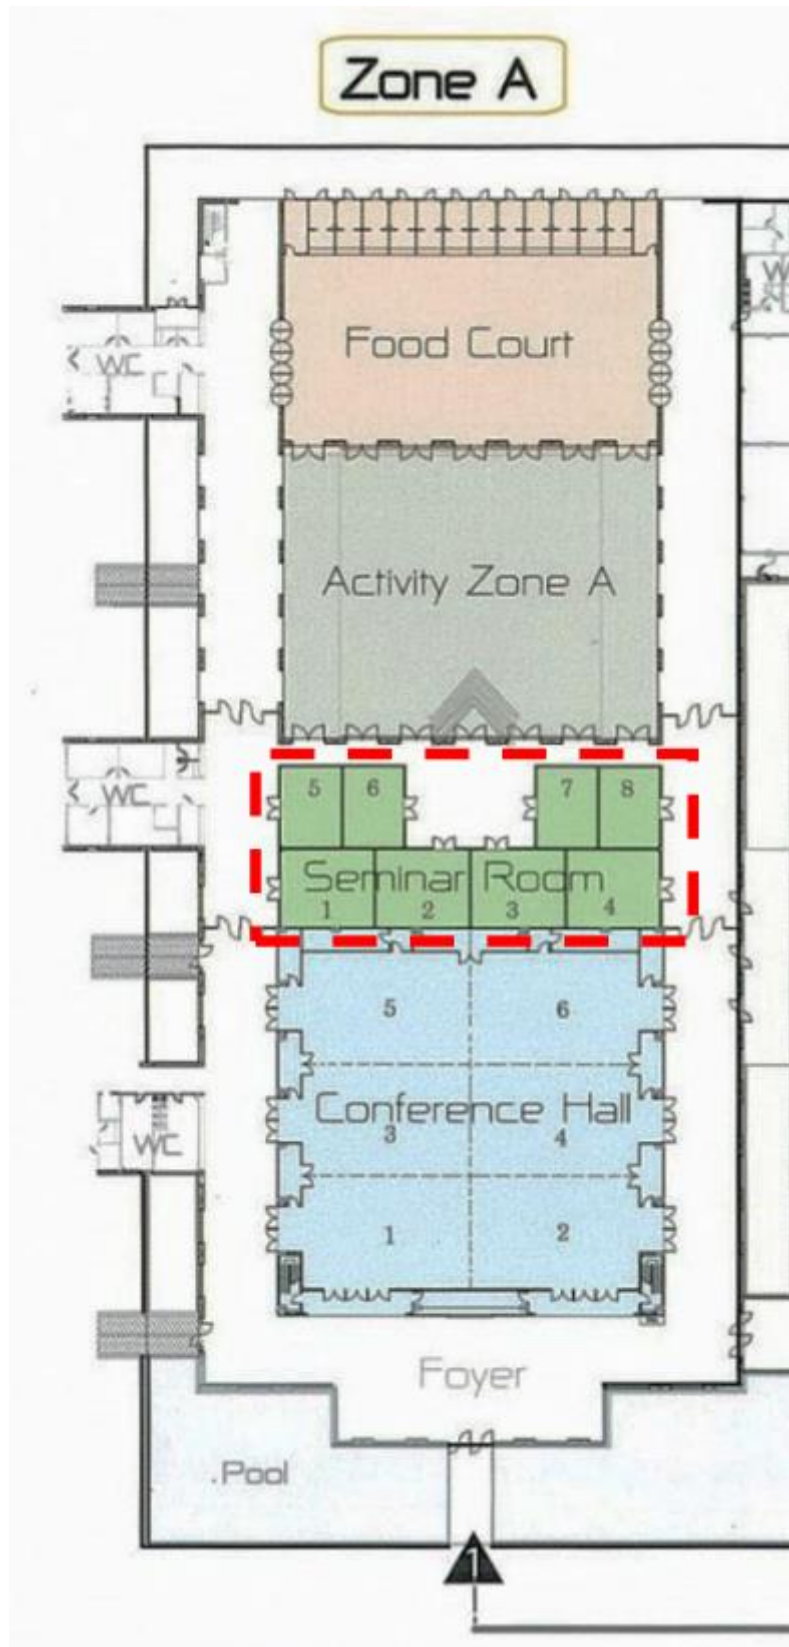 Zone A
W
Food Court
WC
Activity Zone A
WC
5 6 7 8
Seminar Room
1 2 3 4
5 6
Conference Hall
3 4
1 2
WC
Foyer
.Pool
1